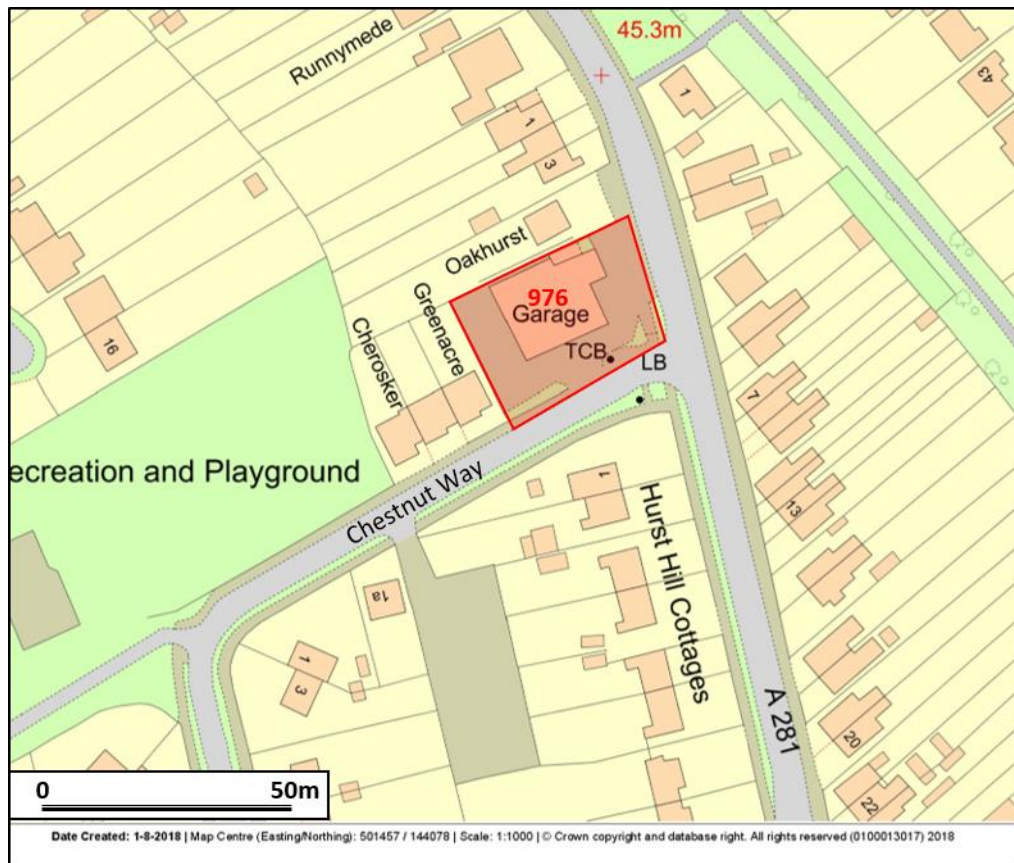 45.3m
Runnymede
1
43
1
3
Oakhurst
976
Garage
Greenacre
TCB
LB
Cherosker
16
7
ecreation and Playground
1
Chestnut Way
13
Hurst Hill Cottages
1a
1
3
A 281
20
22
0 50m
Date Created: 1-8-2018 | Map Centre (Easting/Northing): 501457 / 144078 | Scale: 1:1000 | © Crown copyright and database right. All rights reserved (0100013017) 2018